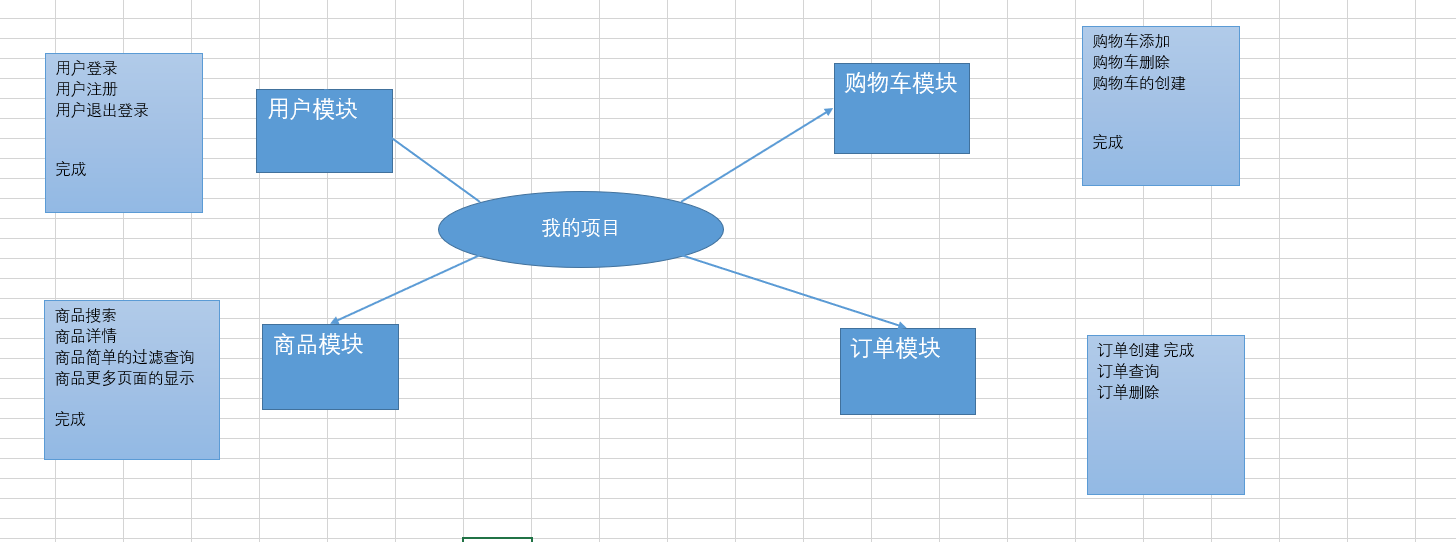 用户登录
用户注册
用户退出登录
完成
用户模块
购物车模块
购物车添加
购物车删除
购物车的创建
完成
我的项目
商品搜索
商品详情
商品简单的过滤查询
商品更多页面的显示
完成
商品模块
订单模块
订单创建 完成
订单查询
订单删除